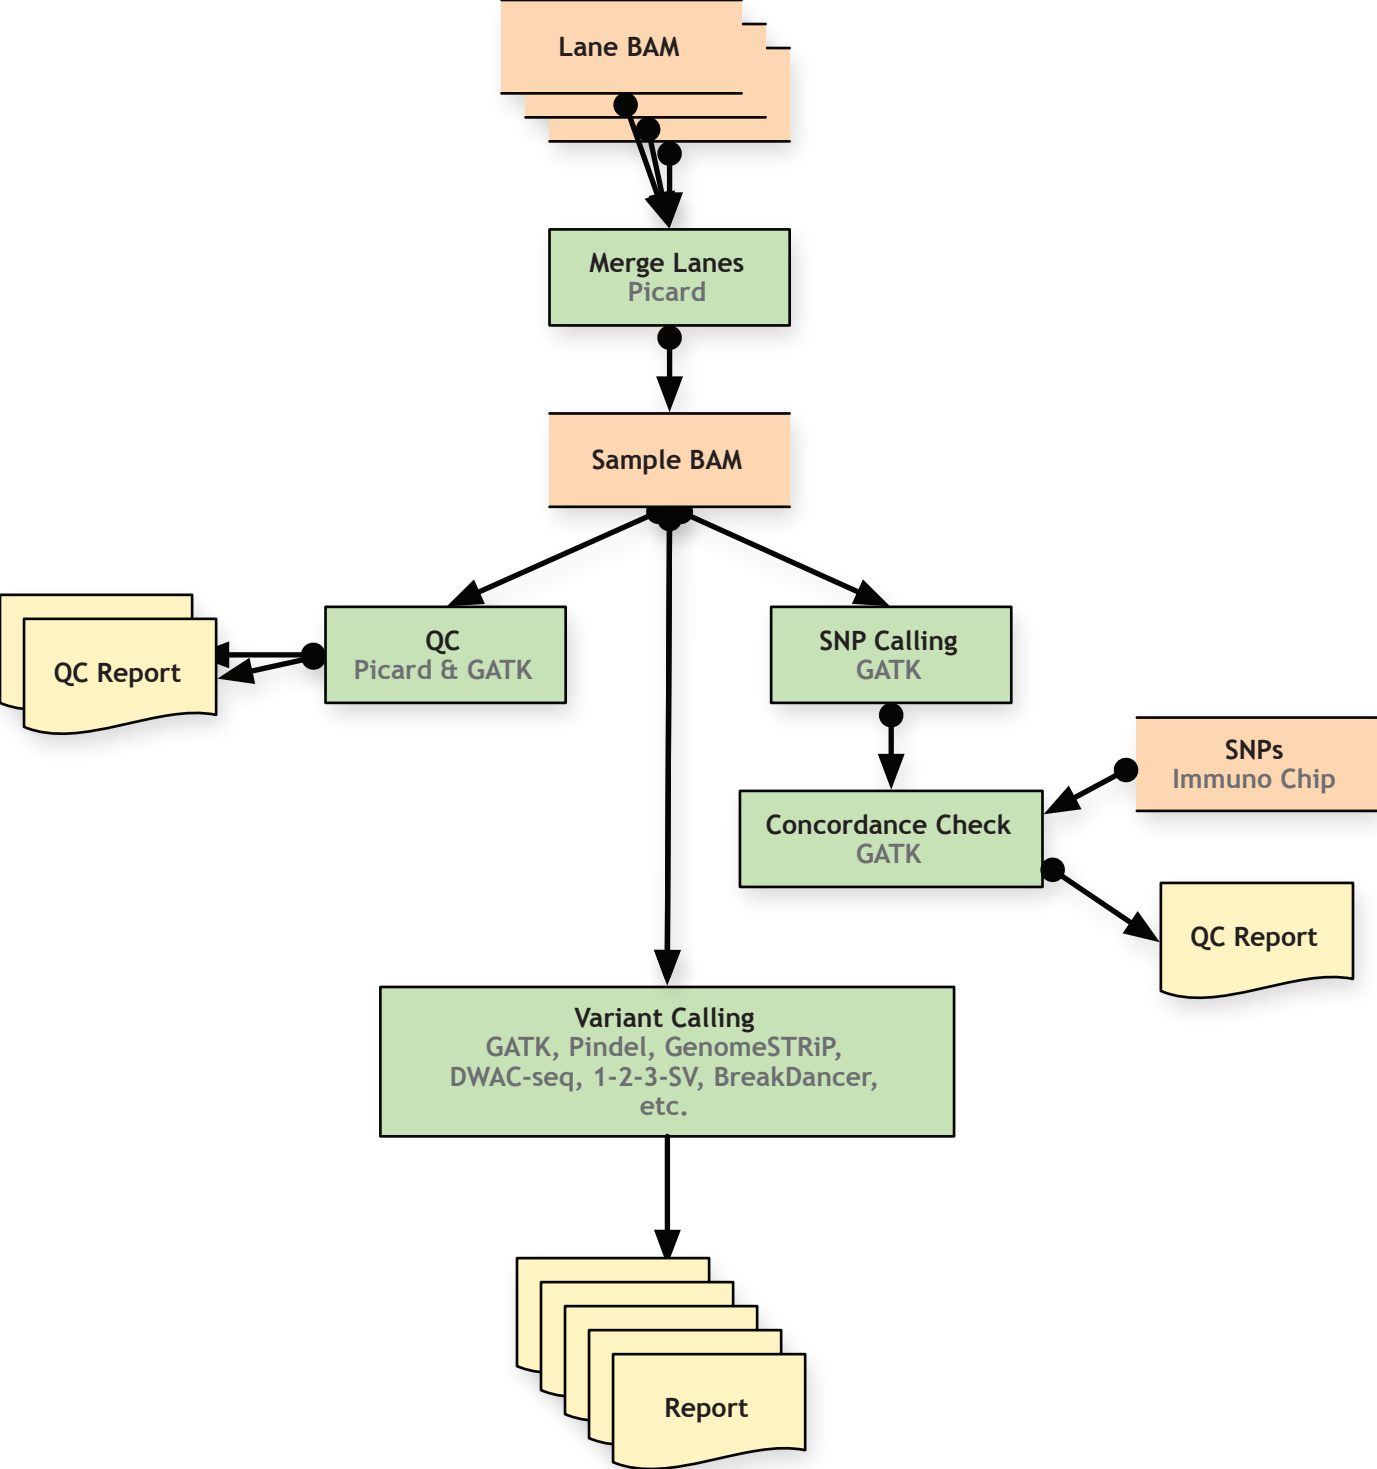 Lane BAM
Merge Lanes
Picard
Sample BAM
QC
Picard & GATK
QC Report
SNP Calling
GATK
SNPs
Immuno Chip
Concordance Check
GATK
QC Report
Variant Calling
GATK, Pindel, GenomeSTRiP,
DWAC-seq, 1-2-3-SV, BreakDancer,
etc.
Report